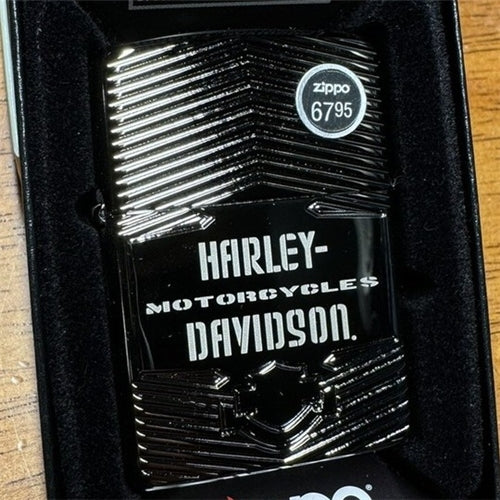 zippo
6795
HARLEY-
MOTORCYCLES
DAVIDSON.